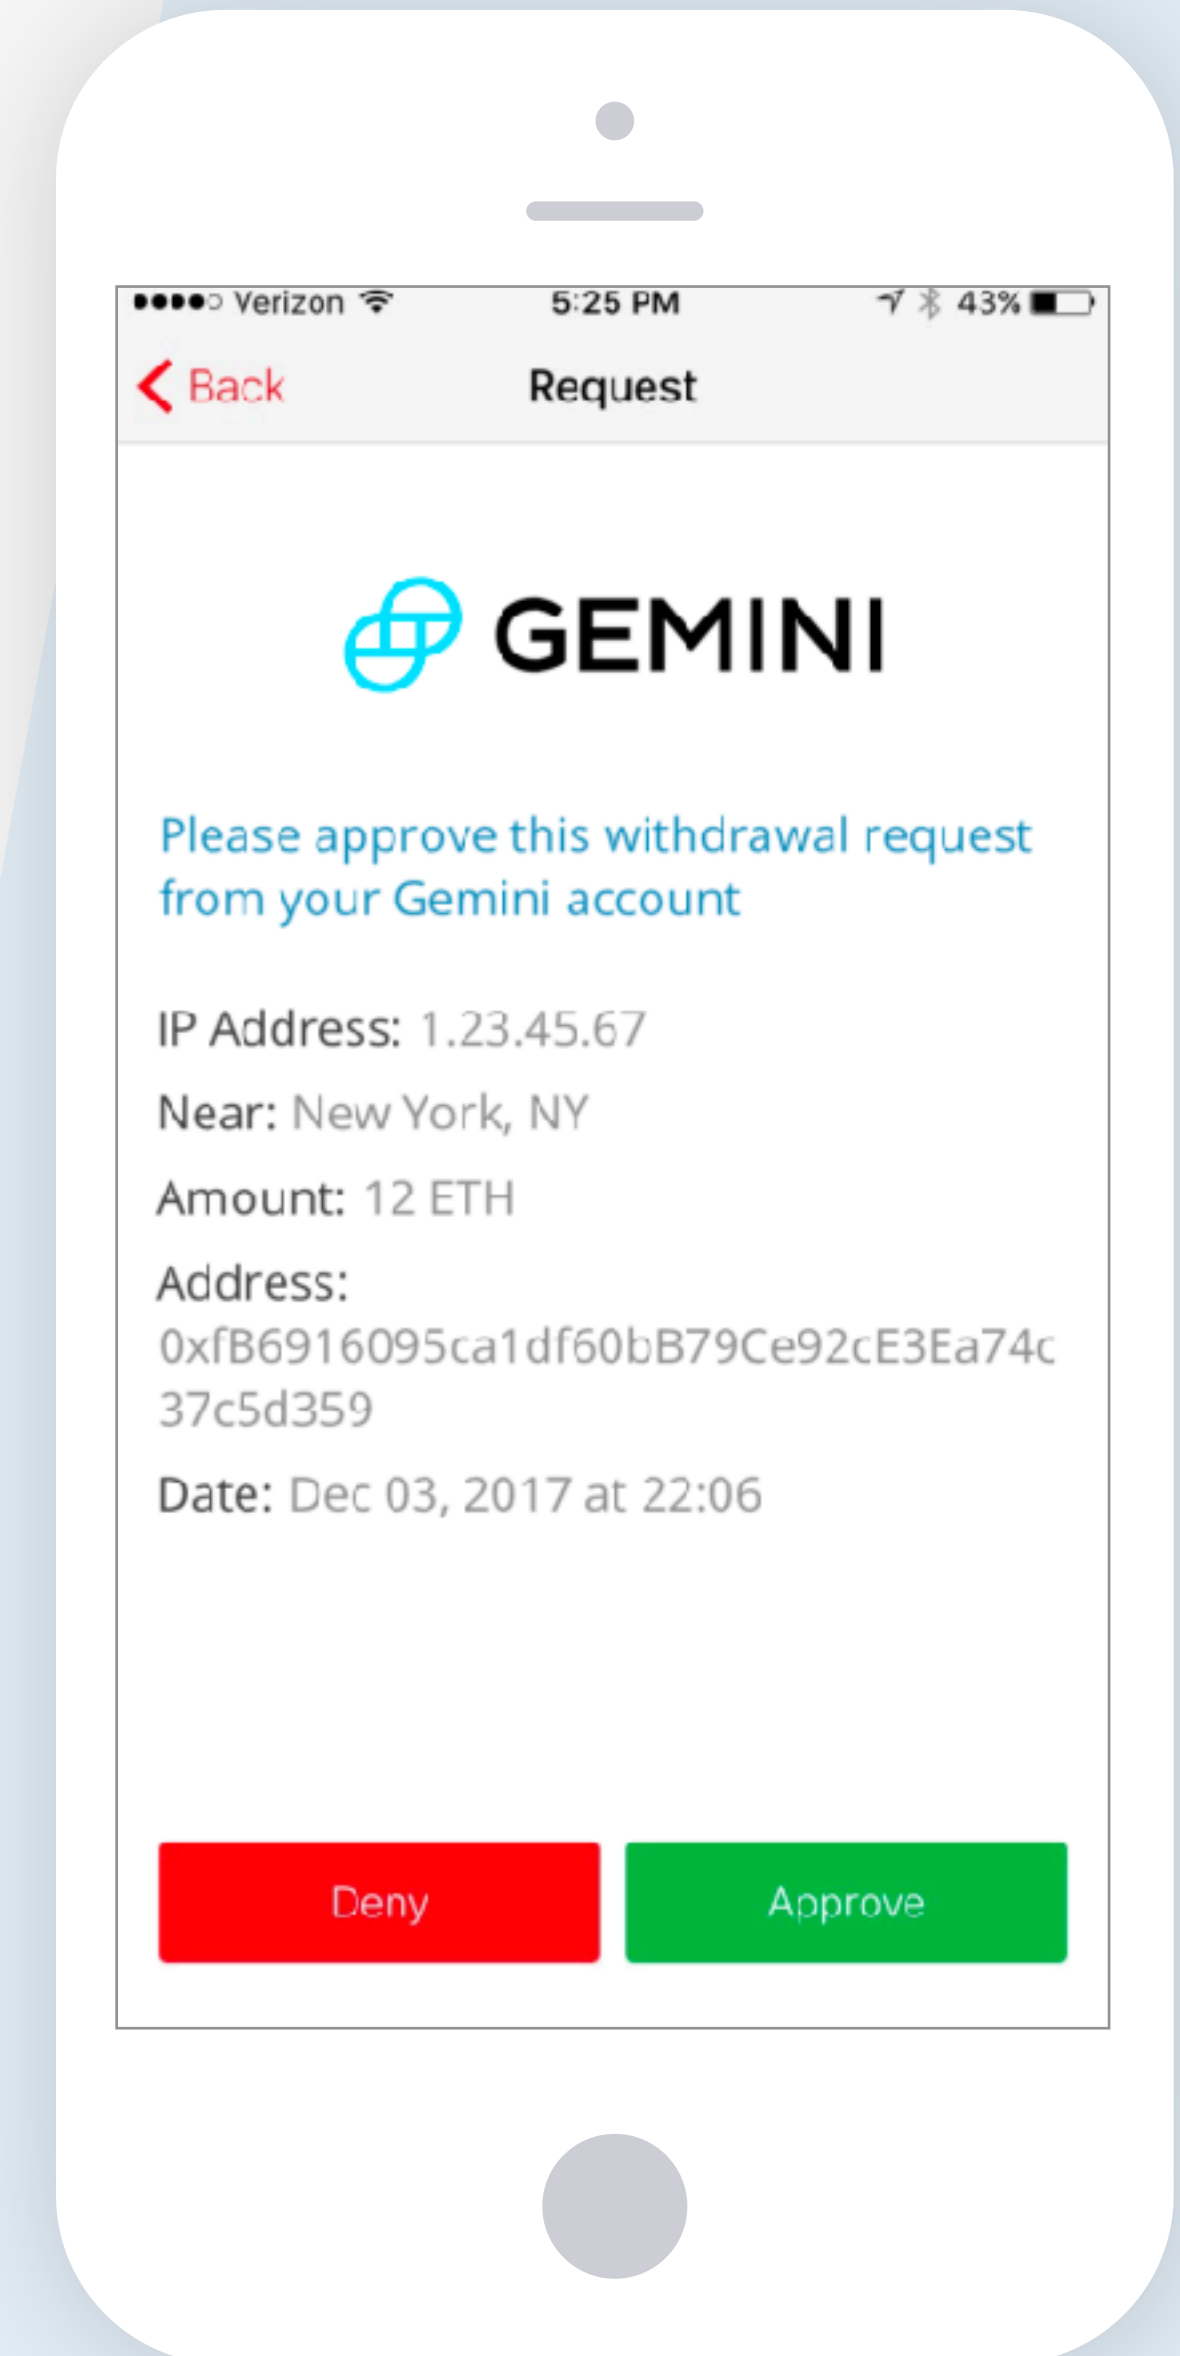 Verizon 5:25 PM 43%
Back Request
GEMINI
Please approve this withdrawal request
from your Gemini account
IP Address: 1.23.45.67
Near: New York, NY
Amount: 12 ETH
Address:
0xfB6916095ca1df60bB79Ce92cE3Ea74c
37c5d359
Date: Dec 03, 2017 at 22:06
Deny Approve